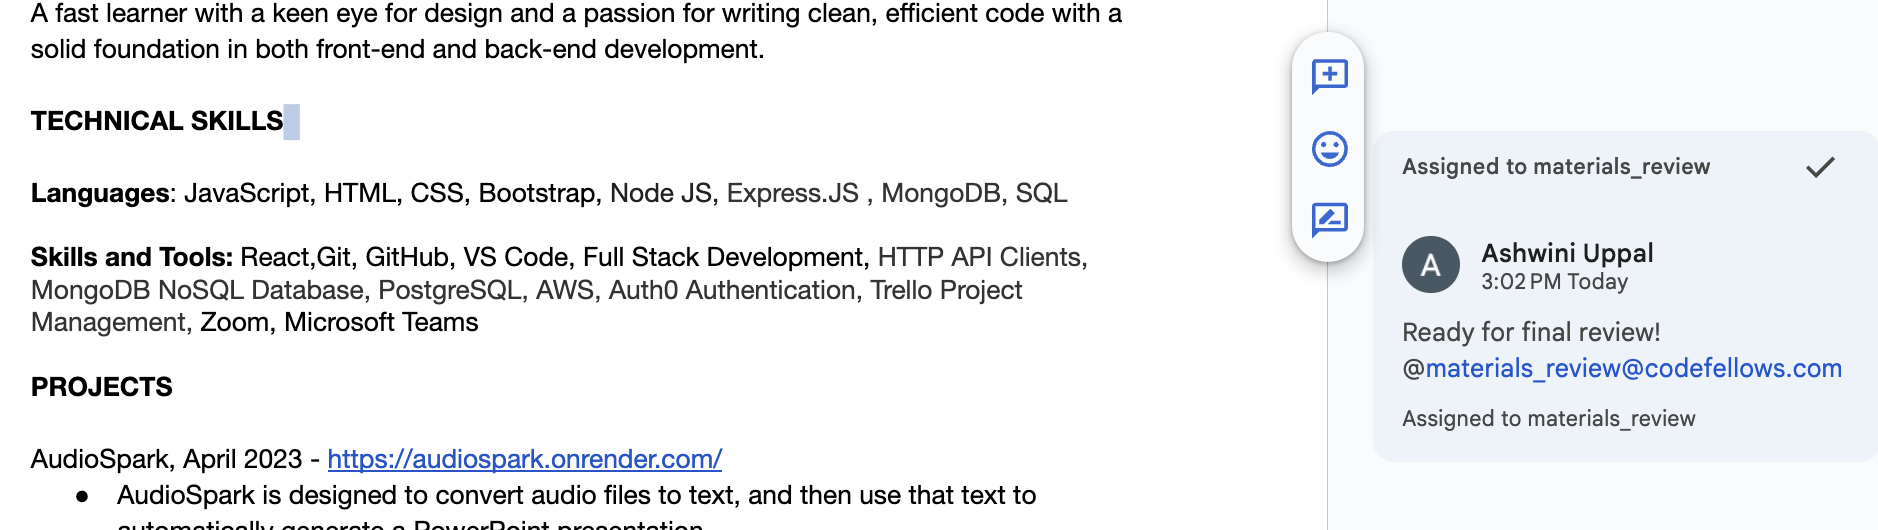 A fast learner with a keen eye for design and a passion for writing clean, efficient code with a
solid foundation in both front-end and back-end development.
TECHNICAL SKILLS
Languages: JavaScript, HTML, CSS, Bootstrap, Node JS, Express.JS , MongoDB, SQL
Skills and Tools: React,Git, GitHub, VS Code, Full Stack Development, HTTP API Clients,
MongoDB NoSQL Database, PostgreSQL, AWS, Auth0 Authentication, Trello Project
Management, Zoom, Microsoft Teams
PROJECTS
AudioSpark, April 2023 - https://audiospark.onrender.com/
● AudioSpark is designed to convert audio files to text, and then use that text to
automatically generate a PowerPoint presentation
Assigned to materials_review
A
Ashwini Uppal
3:02 PM Today
Ready for final review!
@materials_review@codefellows.com
Assigned to materials_review